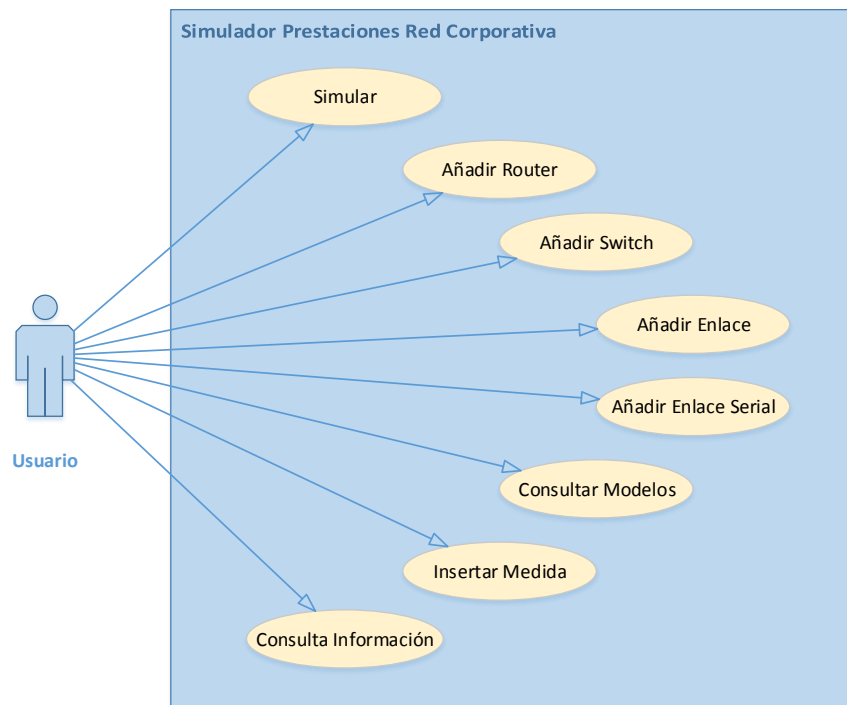 Simulador Prestaciones Red Corporativa
Simular
Añadir Router
Añadir Switch
Añadir Enlace
Añadir Enlace Serial
Usuario
Consultar Modelos
Insertar Medida
Consulta Información